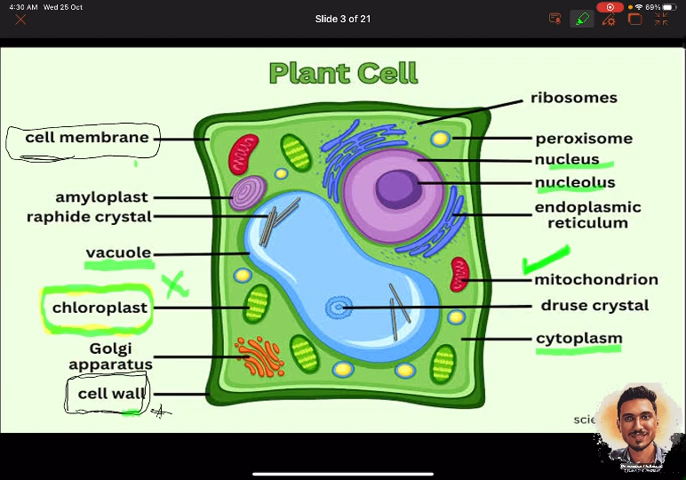 4:30 AM Wed 25 Oct
69%
Slide 3 of 21
Plant Cell
ribosomes
cell membrane
peroxisome
nucleus
nucleolus
amyloplast
raphide crystal
endoplasmic
reticulum
vacuole
mitochondrion
chloroplast
druse crystal
cytoplasm
Golgi
apparatus
cell wall